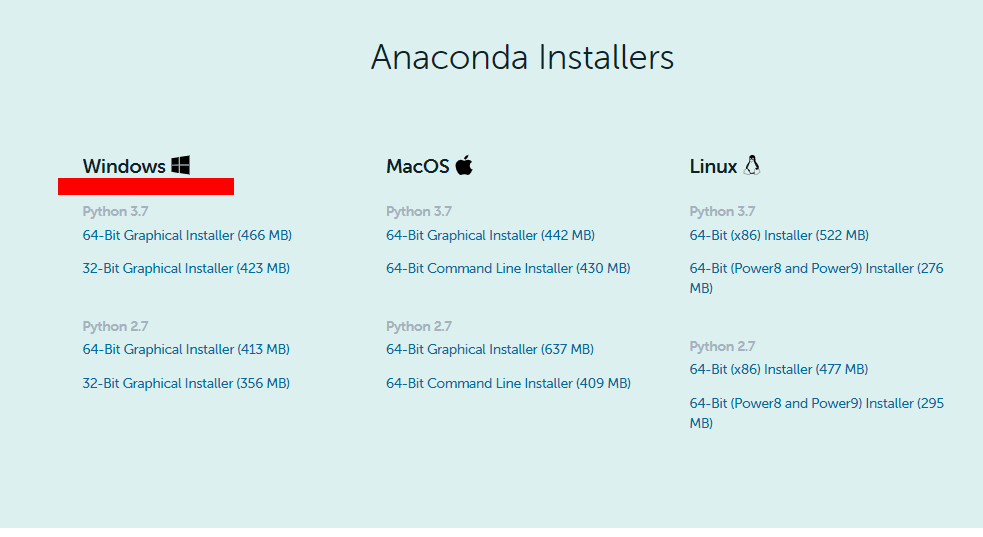 Anaconda Installers
Windows
Python 3.7
64-Bit Graphical Installer (466 MB)
32-Bit Graphical Installer (423 MB)
Python 2.7
64-Bit Graphical Installer (413 MB)
32-Bit Graphical Installer (356 MB)
MacOS
Python 3.7
64-Bit Graphical Installer (442 MB)
64-Bit Command Line Installer (430 MB)
Python 2.7
64-Bit Graphical Installer (637 MB)
64-Bit Command Line Installer (409 MB)
Linux
Python 3.7
64-Bit (x86) Installer (522 MB)
64-Bit (Power8 and Power9) Installer (276
MB)
Python 2.7
64-Bit (x86) Installer (477 MB)
64-Bit (Power8 and Power9) Installer (295
MB)